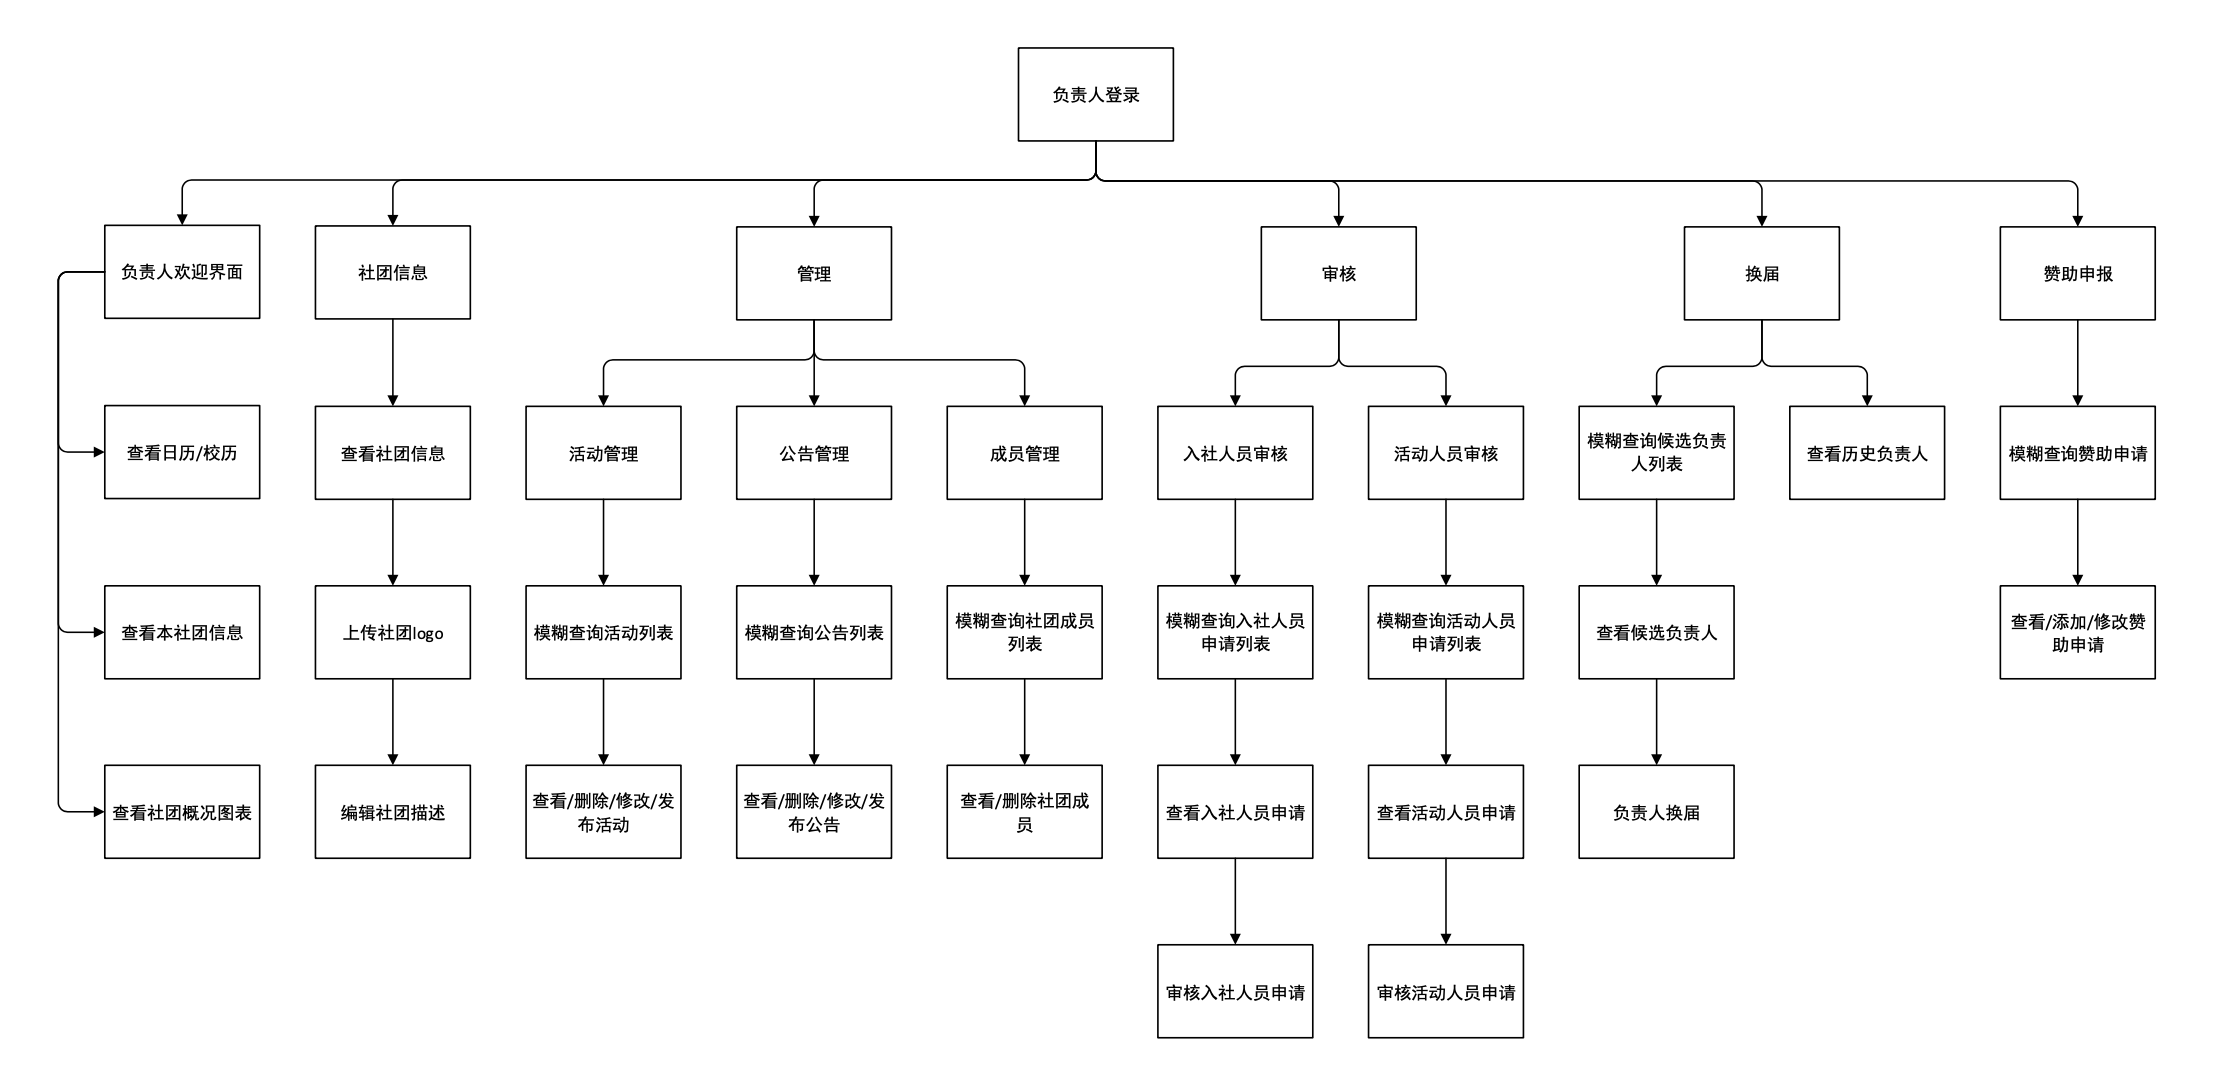 负责人登录
负责人欢迎界面
社团信息
管理
审核
换届
赞助申报
查看日历/校历
查看社团信息
活动管理
公告管理
成员管理
入社人员审核
活动人员审核
模糊查询候选负责
人列表
查看历史负责人
模糊查询赞助申请
查看本社团信息
上传社团logo
模糊查询活动列表
模糊查询公告列表
模糊查询社团成员
列表
模糊查询入社人员
申请列表
模糊查询活动人员
申请列表
查看候选负责人
查看/添加/修改赞
助申请
查看社团概况图表
编辑社团描述
查看/删除/修改/发
布活动
查看/删除/修改/发
布公告
查看/删除社团成
员
查看入社人员申请
查看活动人员申请
负责人换届
审核入社人员申请
审核活动人员申请